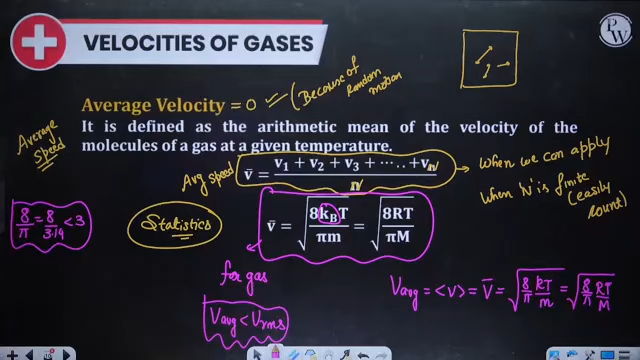 VELOCITIES OF GASES
PW
Average Velocity = 0 (Because of Random motion
Average Speed
It is defined as the arithmetic mean of the velocity of the
molecules of a gas at a given temperature.
Avg speed v̄ = (v₁ + v₂ + v₃ + ..... + vₙ)/N → when we can apply
when 'N' is finite (easily count)
8/π = 8/3.14 < 3
Statistics
v̄ = √(8k_BT/πm) = √(8RT/πM)
for gas
Vavg < Vrms
Vavg = <v> = V̄ = √(8/π kT/m) = √(8/π RT/M)